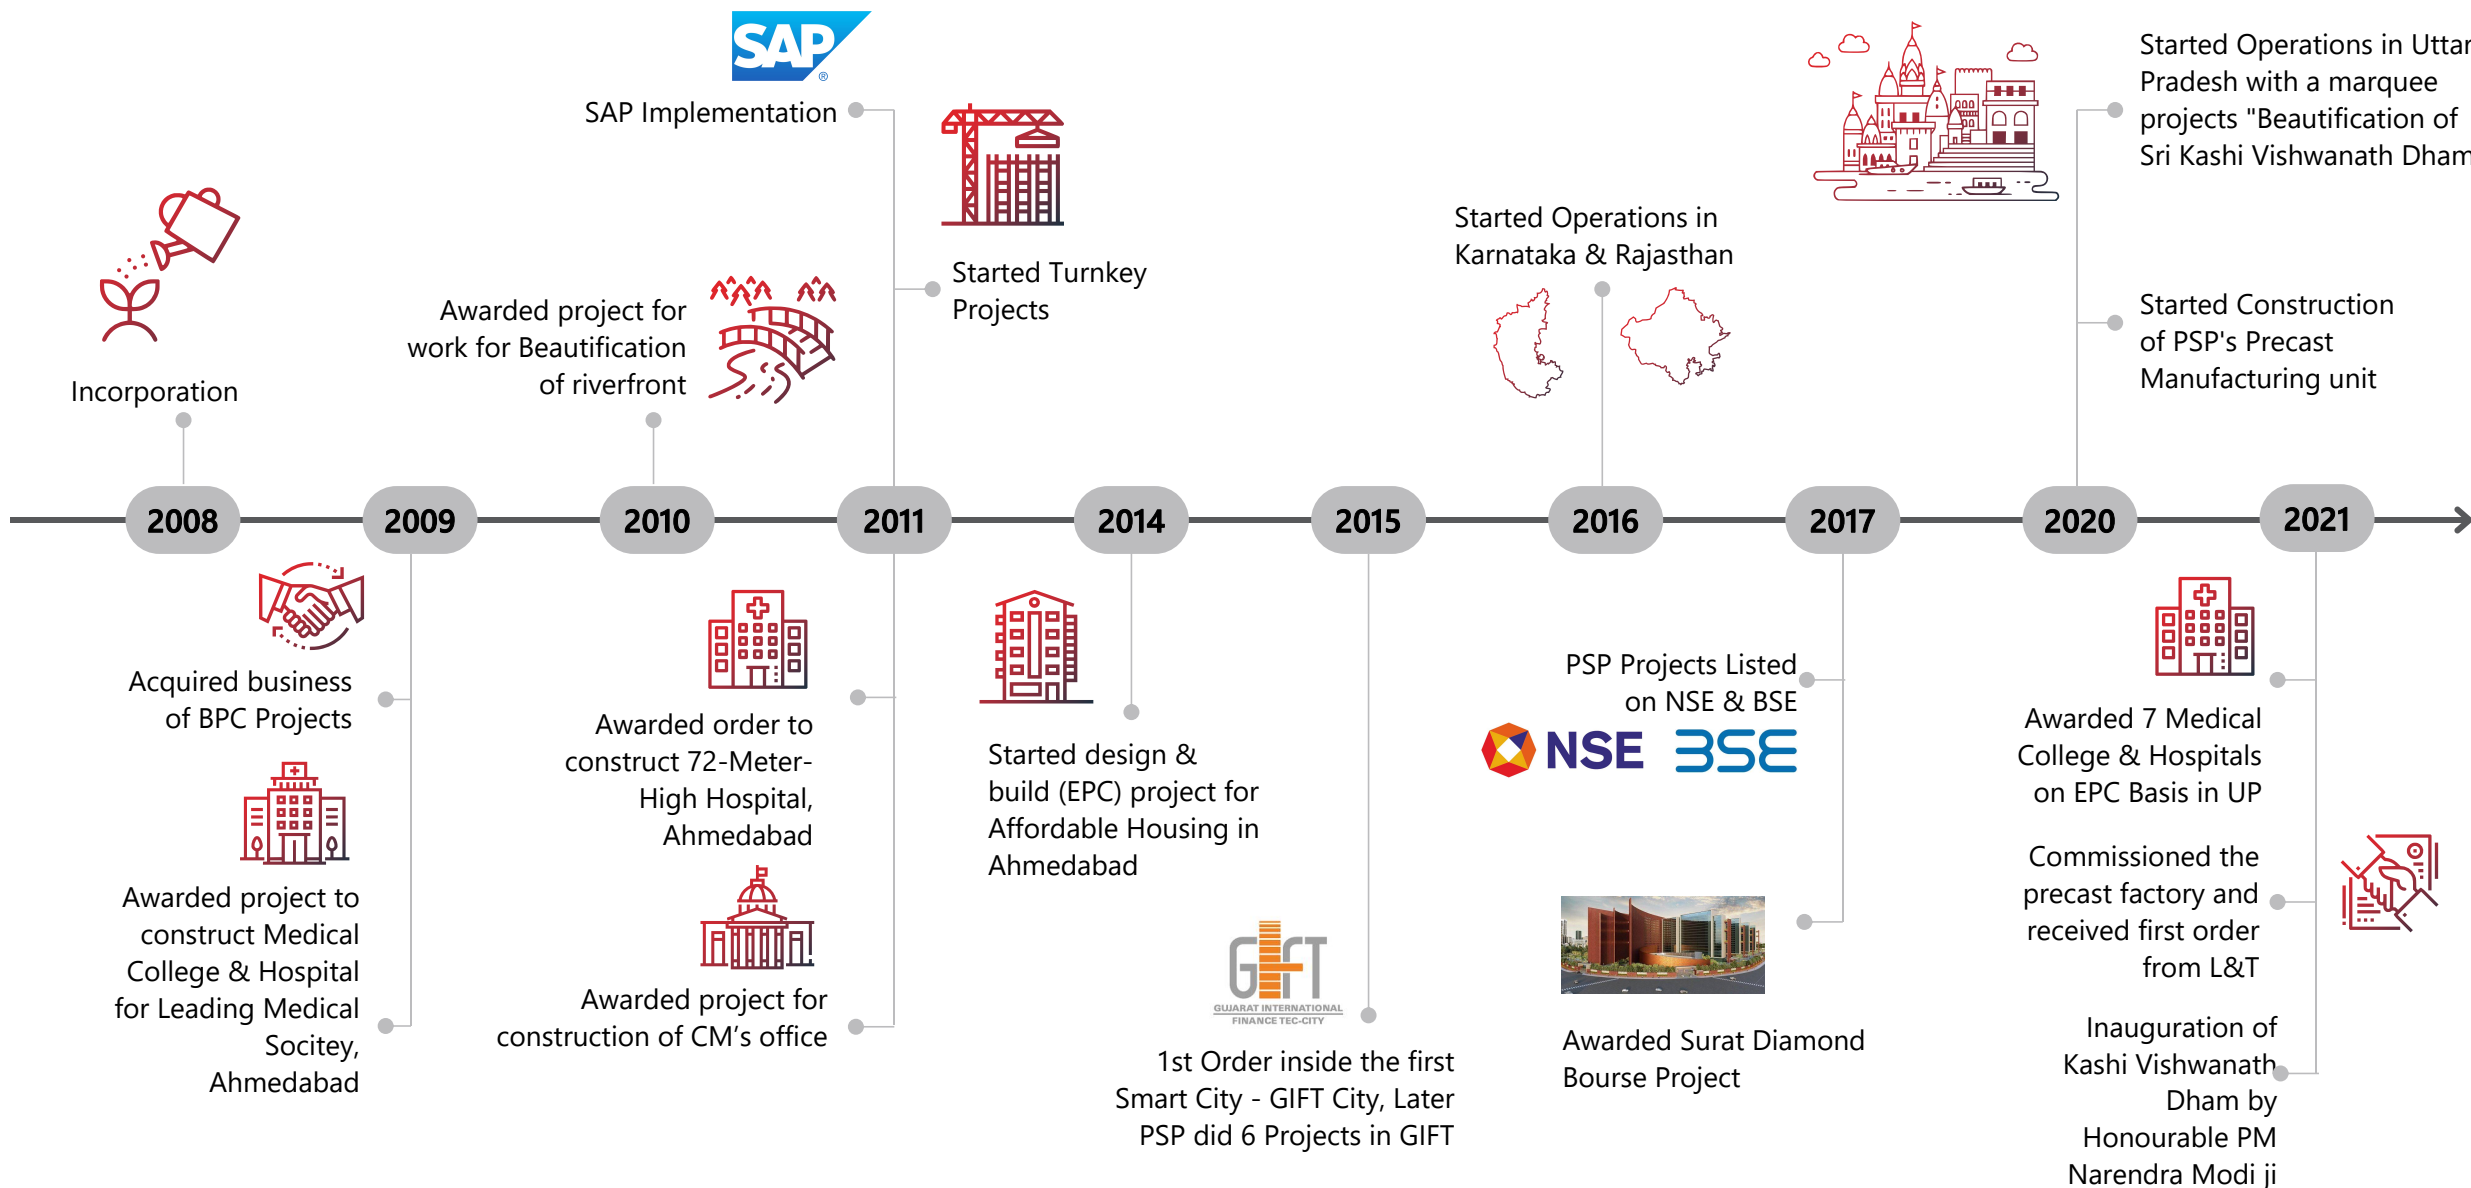 SAP
®
SAP Implementation
Started Turnkey
Projects
Started Operations in Uttar
Pradesh with a marquee
projects "Beautification of
Sri Kashi Vishwanath Dham
Started Operations in
Karnataka & Rajasthan
Started Construction
of PSP's Precast
Manufacturing unit
Awarded project for
work for Beautification
of riverfront
Incorporation
2008
2009
2010
2011
2014
2015
2016
2017
2020
2021
Acquired business
of BPC Projects
Awarded project to
construct Medical
College & Hospital
for Leading Medical
Socitey,
Ahmedabad
Awarded order to
construct 72-Meter-
High Hospital,
Ahmedabad
Awarded project for
construction of CM’s office
Started design &
build (EPC) project for
Affordable Housing in
Ahmedabad
GIFT
GUJARAT INTERNATIONAL
FINANCE TEC-CITY
1st Order inside the first
Smart City - GIFT City, Later
PSP did 6 Projects in GIFT
PSP Projects Listed
on NSE & BSE
NSE BSE
Awarded Surat Diamond
Bourse Project
Awarded 7 Medical
College & Hospitals
on EPC Basis in UP
Commissioned the
precast factory and
received first order
from L&T
Inauguration of
Kashi Vishwanath
Dham by
Honourable PM
Narendra Modi ji